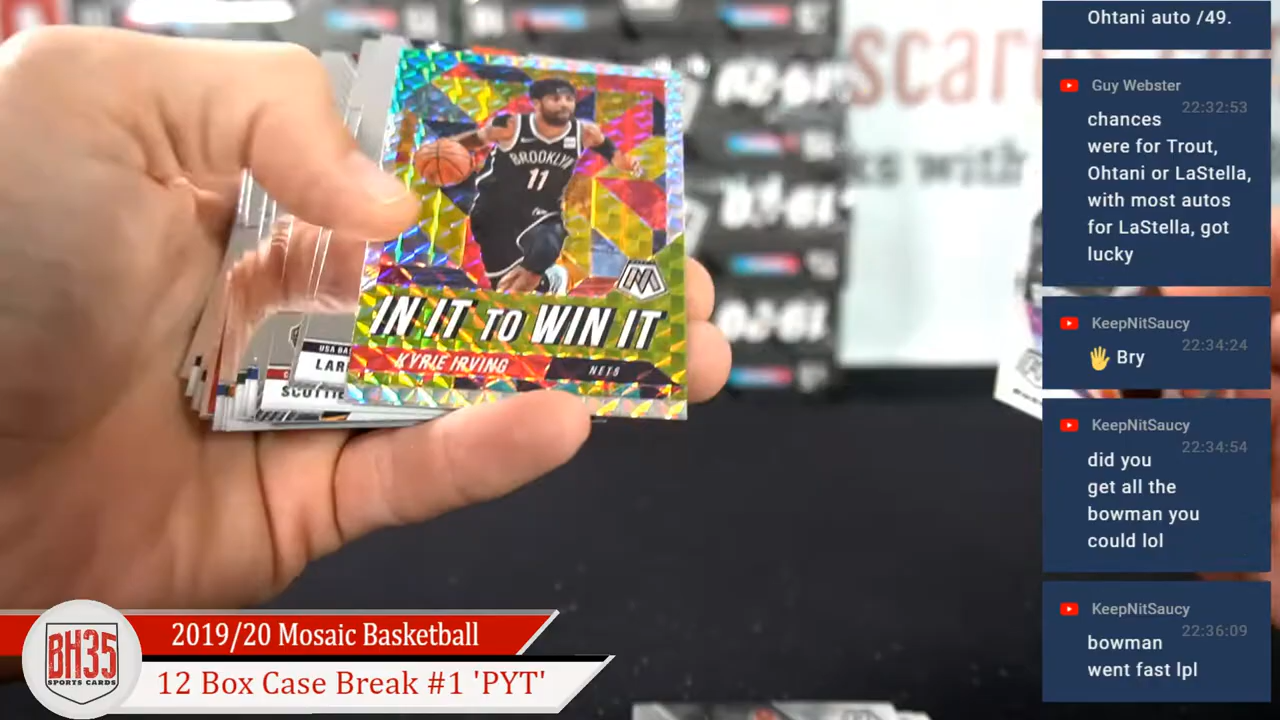 BROOKLYN
11
IN IT TO WIN IT
KYRIE IRVING
NETS
USA BA
LAR
SCOTTIE
scar
ks with
BH35
SPORTS CARDS
2019/20 Mosaic Basketball
12 Box Case Break #1 'PYT'
Ohtani auto /49.
Guy Webster
22:32:53
chances
were for Trout,
Ohtani or LaStella,
with most autos
for LaStella, got
lucky
KeepNitSaucy
22:34:24
🖐 Bry
KeepNitSaucy
22:34:54
did you
get all the
bowman you
could lol
KeepNitSaucy
22:36:09
bowman
went fast lpl